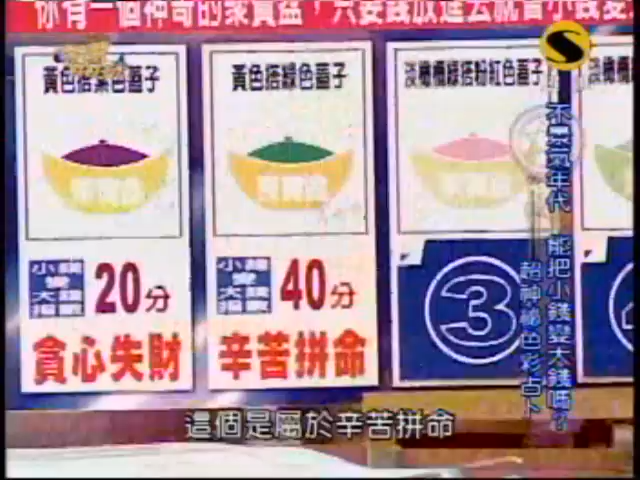 你有一個神奇的聚寶盆，只要錢放進去就會小錢變
黃色搭紫色蓋子
黃色搭綠色蓋子
淡橄欖綠搭粉紅色蓋子
淡橄欖
小錢
變
大錢
指數
20分
貪心失財
小錢
變
大錢
指數
40分
辛苦拼命
3
S
不景氣年代 能把小錢變大錢嗎？
超神祕色彩占卜
這個是屬於辛苦拼命